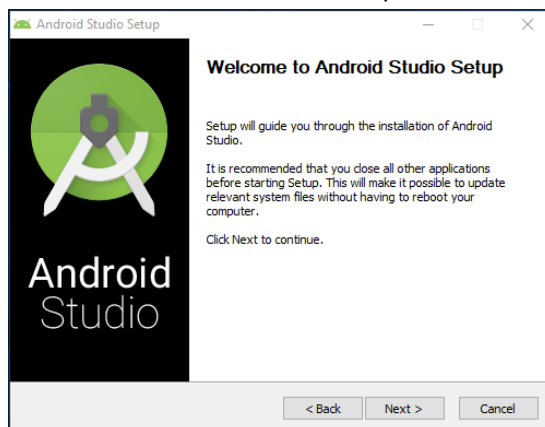 Android Studio Setup
Welcome to Android Studio Setup
Setup will guide you through the installation of Android
Studio.
It is recommended that you close all other applications
before starting Setup. This will make it possible to update
relevant system files without having to reboot your
computer.
Click Next to continue.
Android
Studio
< Back Next > Cancel